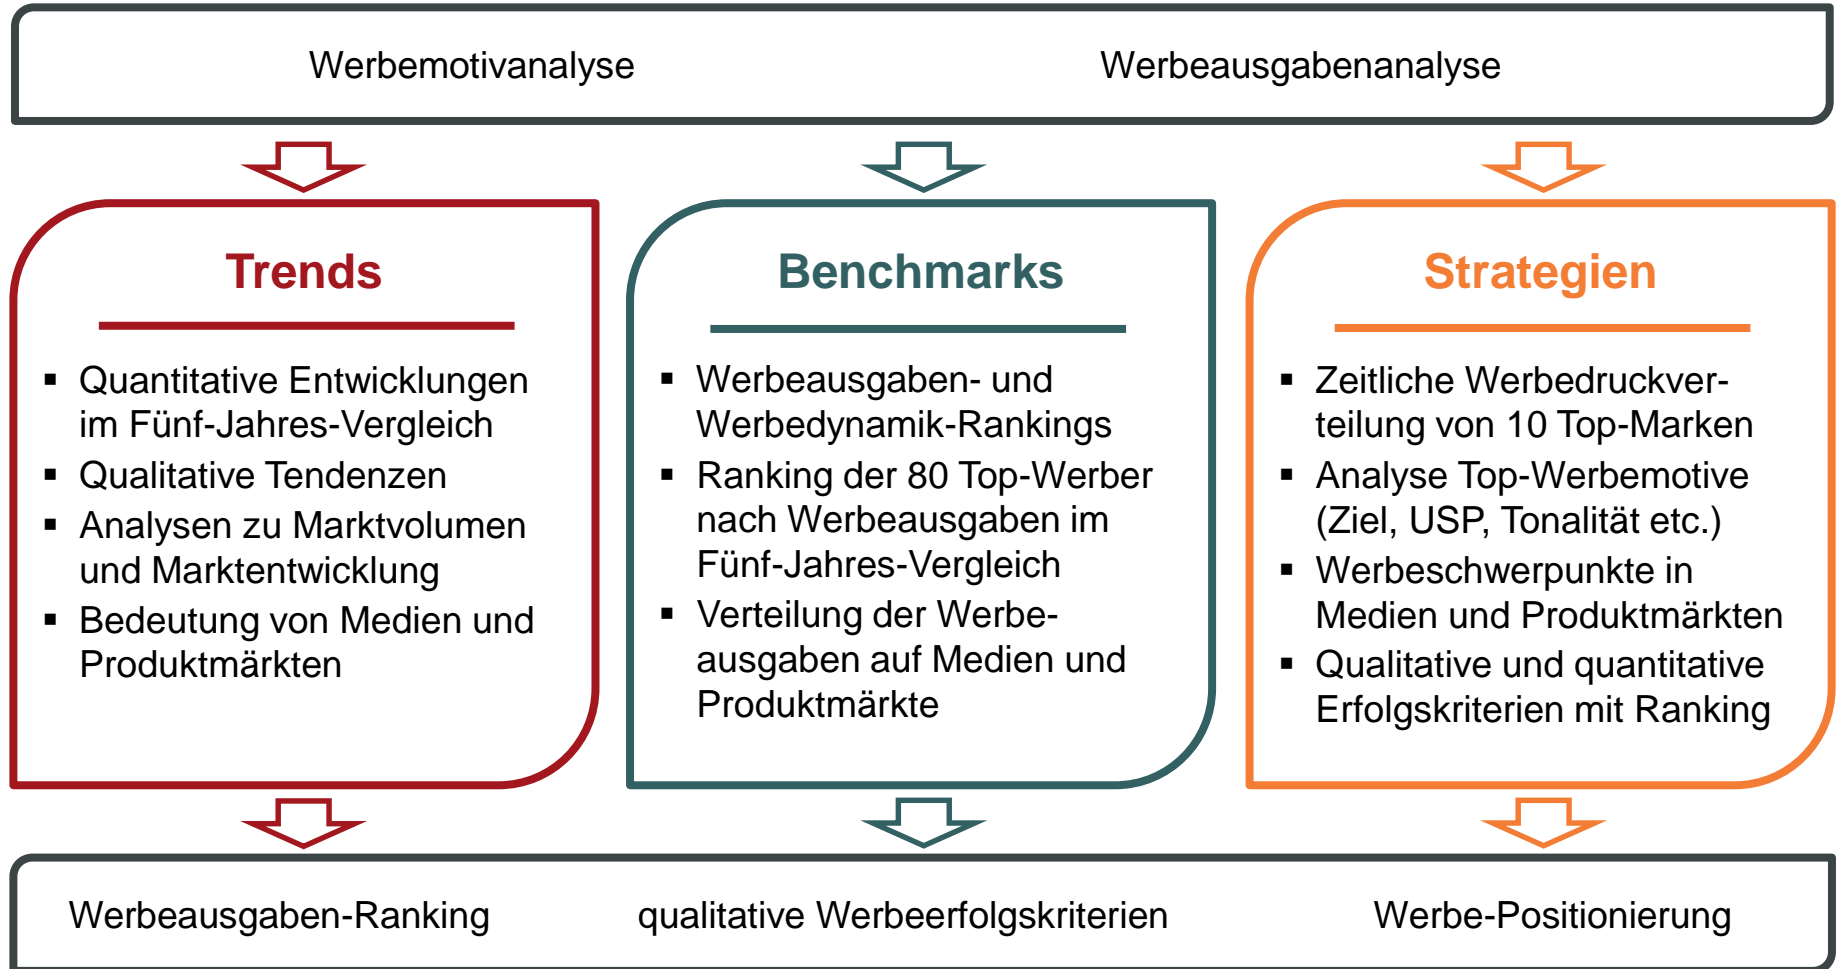 Werbemotivanalyse
Werbeausgabenanalyse
Trends
▪ Quantitative Entwicklungen
im Fünf-Jahres-Vergleich
▪ Qualitative Tendenzen
▪ Analysen zu Marktvolumen
und Marktentwicklung
▪ Bedeutung von Medien und
Produktmärkten
Benchmarks
▪ Werbeausgaben- und
Werbedynamik-Rankings
▪ Ranking der 80 Top-Werber
nach Werbeausgaben im
Fünf-Jahres-Vergleich
▪ Verteilung der Werbe-
ausgaben auf Medien und
Produktmärkte
Strategien
▪ Zeitliche Werbedruckver-
teilung von 10 Top-Marken
▪ Analyse Top-Werbemotive
(Ziel, USP, Tonalität etc.)
▪ Werbeschwerpunkte in
Medien und Produktmärkten
▪ Qualitative und quantitative
Erfolgskriterien mit Ranking
Werbeausgaben-Ranking
qualitative Werbeerfolgskriterien
Werbe-Positionierung